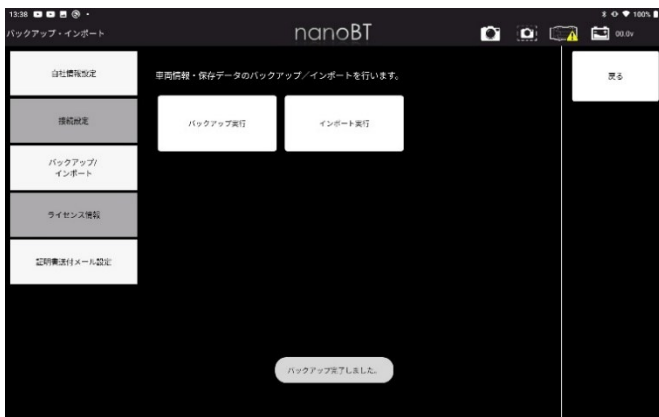 13:38
100%
バックアップ・インポート
nanoBT
00.0v
自社情報設定
接続設定
バックアップ/
インポート
ライセンス情報
証明書送付メール設定
車両情報・保存データのバックアップ/インポートを行います。
バックアップ実行
インポート実行
戻る
バックアップ完了しました。